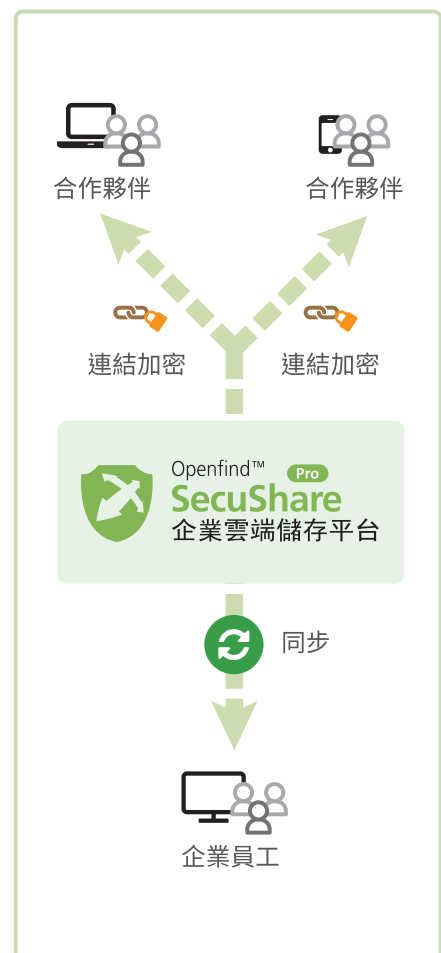 合作夥伴
合作夥伴
連結加密
連結加密
Openfind™ Pro
SecuShare
企業雲端儲存平台
同步
企業員工